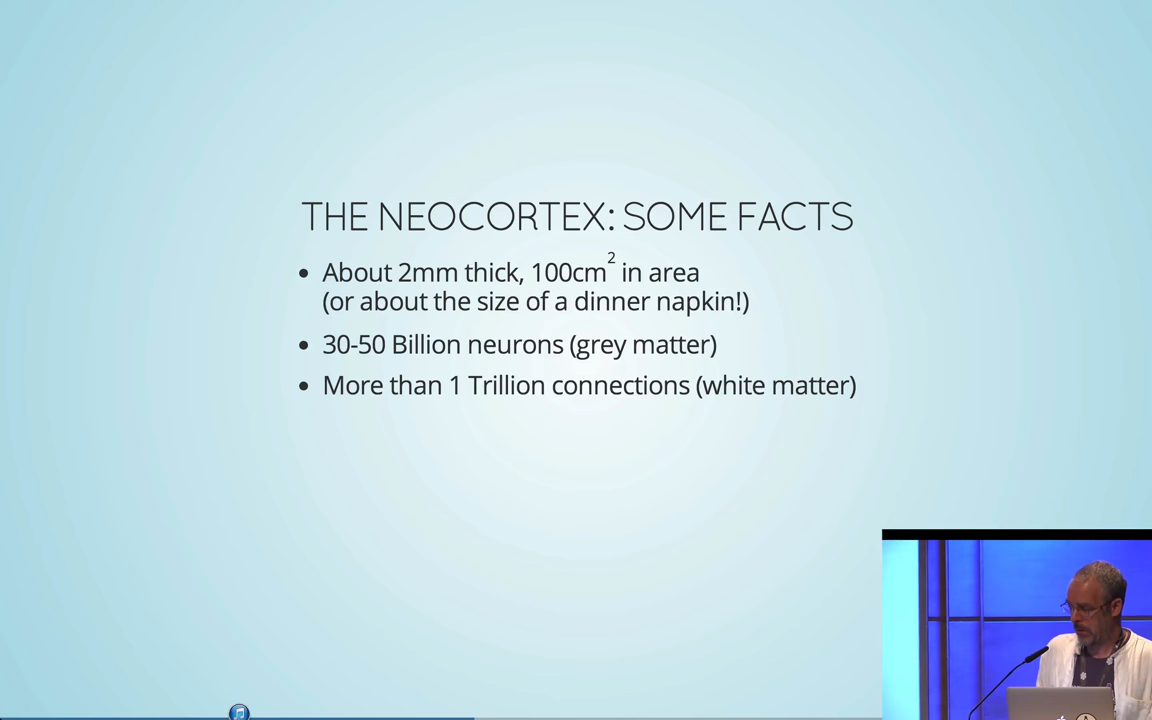 THE NEOCORTEX: SOME FACTS
• About 2mm thick, 100cm² in area
(or about the size of a dinner napkin!)
• 30-50 Billion neurons (grey matter)
• More than 1 Trillion connections (white matter)